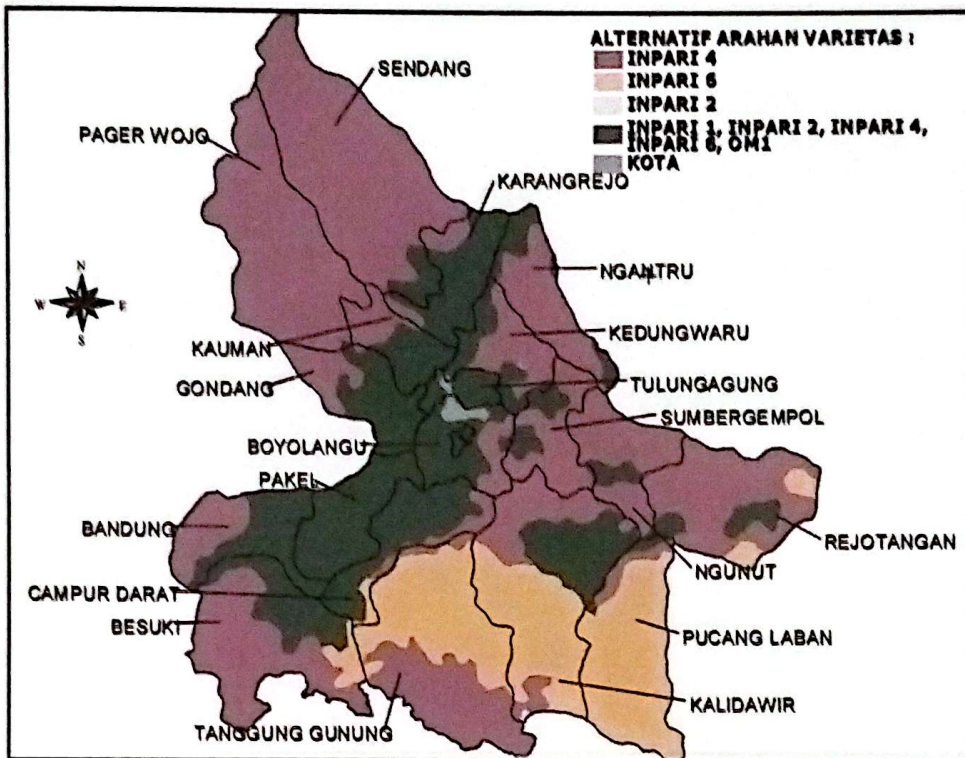 ALTERNATIF ARAHAN VARIETAS :
INPARI 4
INPARI 6
INPARI 2
INPARI 1, INPARI 2, INPARI 4,
INPARI 6, OM1
KOTA
SENDANG
PAGER WOJO
KARANGREJO
NGANTRU
N
W E
S
KEDUNGWARU
KAUMAN
GONDANG
TULUNGAGUNG
SUMBERGEMPOL
BOYOLANGU
PAKEL
BANDUNG
REJOTANGAN
NGUNUT
CAMPUR DARAT
BESUKI
PUCANG LABAN
KALIDAWIR
TANGGUNG GUNUNG